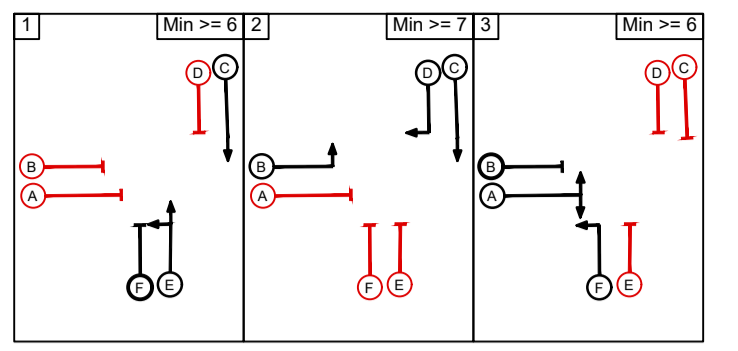 1 Min >= 6 2 Min >= 7 3 Min >= 6
D C D C D C
B B B
A A A
F E F E F E